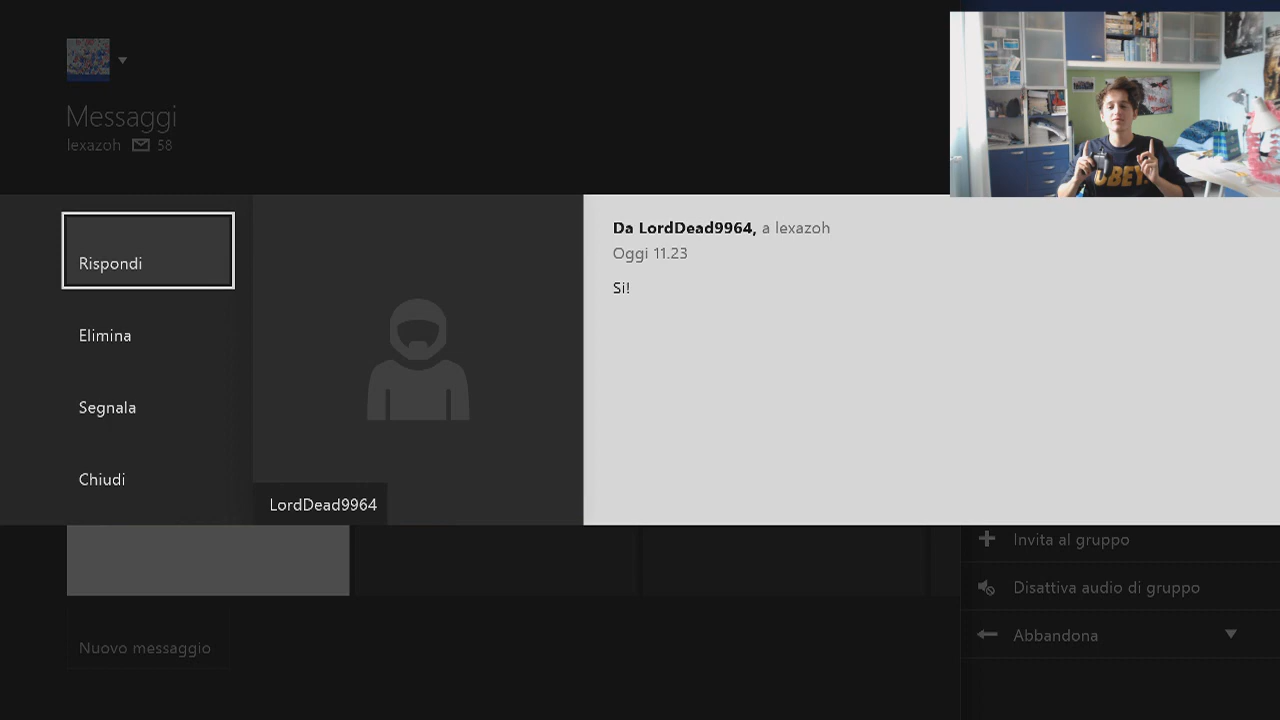 Messaggi
lexazoh 58
Rispondi
Elimina
Segnala
Chiudi
LordDead9964
Da LordDead9964, a lexazoh
Oggi 11.23
Si!
OBEY
Nuovo messaggio
Invita al gruppo
Disattiva audio di gruppo
Abbandona